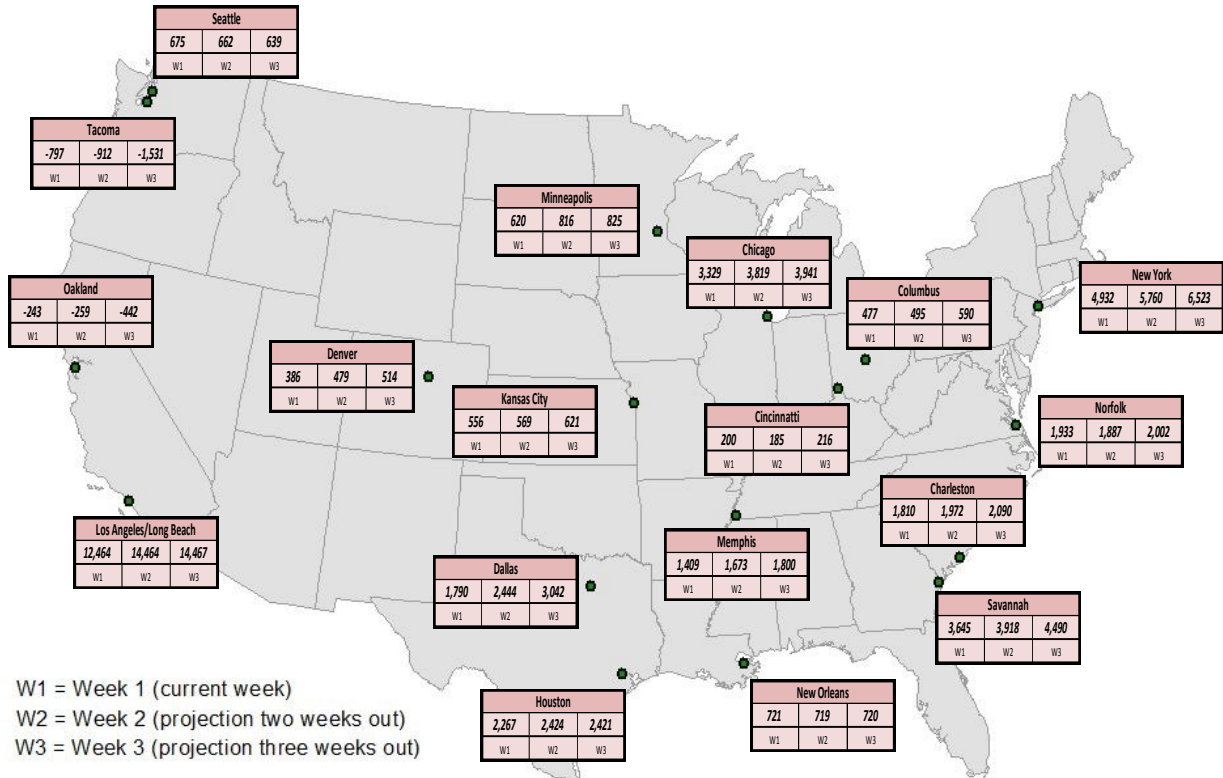 Seattle
675 662 639
W1 W2 W3
Tacoma
-797 -912 -1,531
W1 W2 W3
Minneapolis
620 816 825
W1 W2 W3
Chicago
3,329 3,819 3,941
W1 W2 W3
New York
4,932 5,760 6,523
W1 W2 W3
Oakland
-243 -259 -442
W1 W2 W3
Columbus
477 495 590
W1 W2 W3
Denver
386 479 514
W1 W2 W3
Kansas City
556 569 621
W1 W2 W3
Cincinnatti
200 185 216
W1 W2 W3
Norfolk
1,933 1,887 2,002
W1 W2 W3
Charleston
1,810 1,972 2,090
W1 W2 W3
Los Angeles/Long Beach
12,464 14,464 14,467
W1 W2 W3
Memphis
1,409 1,673 1,800
W1 W2 W3
Dallas
1,790 2,444 3,042
W1 W2 W3
Savannah
3,645 3,918 4,490
W1 W2 W3
Houston
2,267 2,424 2,421
W1 W2 W3
New Orleans
721 719 720
W1 W2 W3
W1 = Week 1 (current week)
W2 = Week 2 (projection two weeks out)
W3 = Week 3 (projection three weeks out)